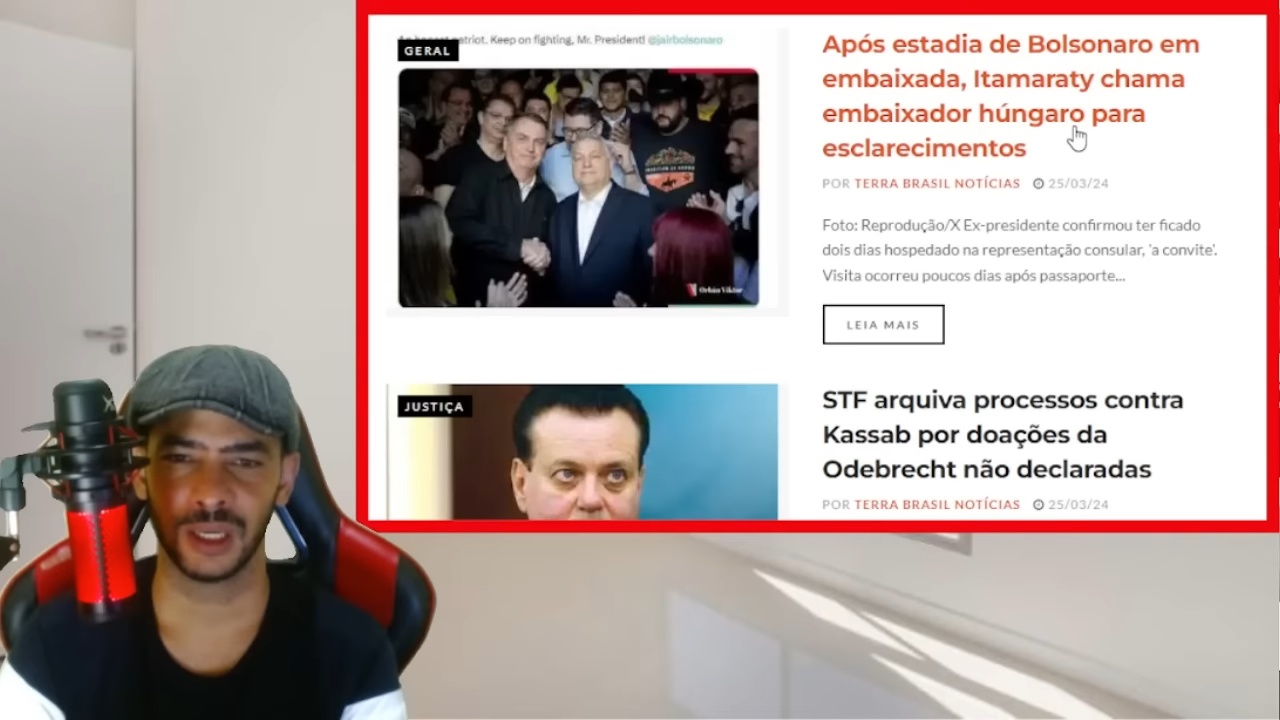 patriot. Keep on fighting, Mr. President! @jairbolsonaro
GERAL
Orbán Viktor
Após estadia de Bolsonaro em
embaixada, Itamaraty chama
embaixador húngaro para
esclarecimentos
POR TERRA BRASIL NOTÍCIAS 25/03/24
Foto: Reprodução/X Ex-presidente confirmou ter ficado
dois dias hospedado na representação consular, 'a convite'.
Visita ocorreu poucos dias após passaporte...
LEIA MAIS
JUSTIÇA
STF arquiva processos contra
Kassab por doações da
Odebrecht não declaradas
POR TERRA BRASIL NOTÍCIAS 25/03/24